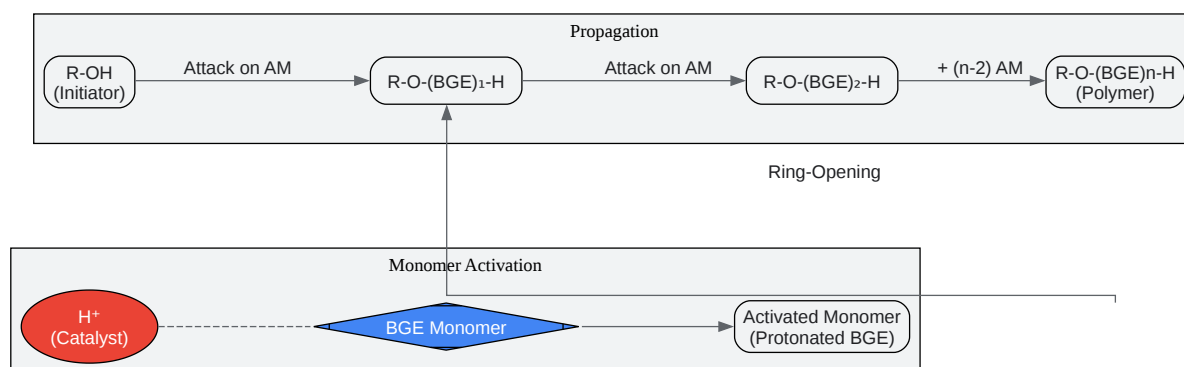 Propagation
R-OH
(Initiator)
Attack on AM
R-O-(BGE)₁-H
Attack on AM
R-O-(BGE)₂-H
+ (n-2) AM
R-O-(BGE)n-H
(Polymer)
Ring-Opening
Monomer Activation
H⁺
(Catalyst)
BGE Monomer
Activated Monomer
(Protonated BGE)